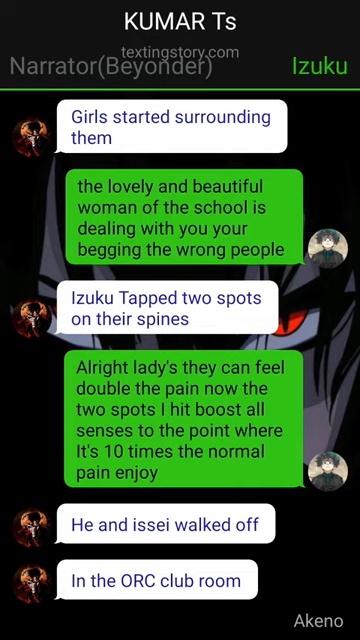 KUMAR Ts
textingstory.com
Narrator(Beyonder)
Izuku
Girls started surrounding
them
the lovely and beautiful
woman of the school is
dealing with you your
begging the wrong people
Izuku Tapped two spots
on their spines
Alright lady's they can feel
double the pain now the
two spots I hit boost all
senses to the point where
It's 10 times the normal
pain enjoy
He and issei walked off
In the ORC club room
Akeno